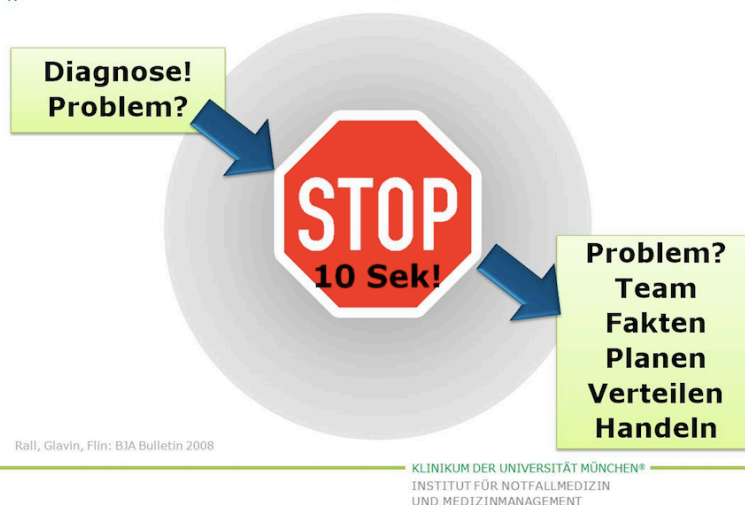 Diagnose!
Problem?
STOP
10 Sek!
Problem?
Team
Fakten
Planen
Verteilen
Handeln
Rall, Glavin, Flin: BJA Bulletin 2008
KLINIKUM DER UNIVERSITÄT MÜNCHEN®
INSTITUT FÜR NOTFALLMEDIZIN
UND MEDIZINMANAGEMENT